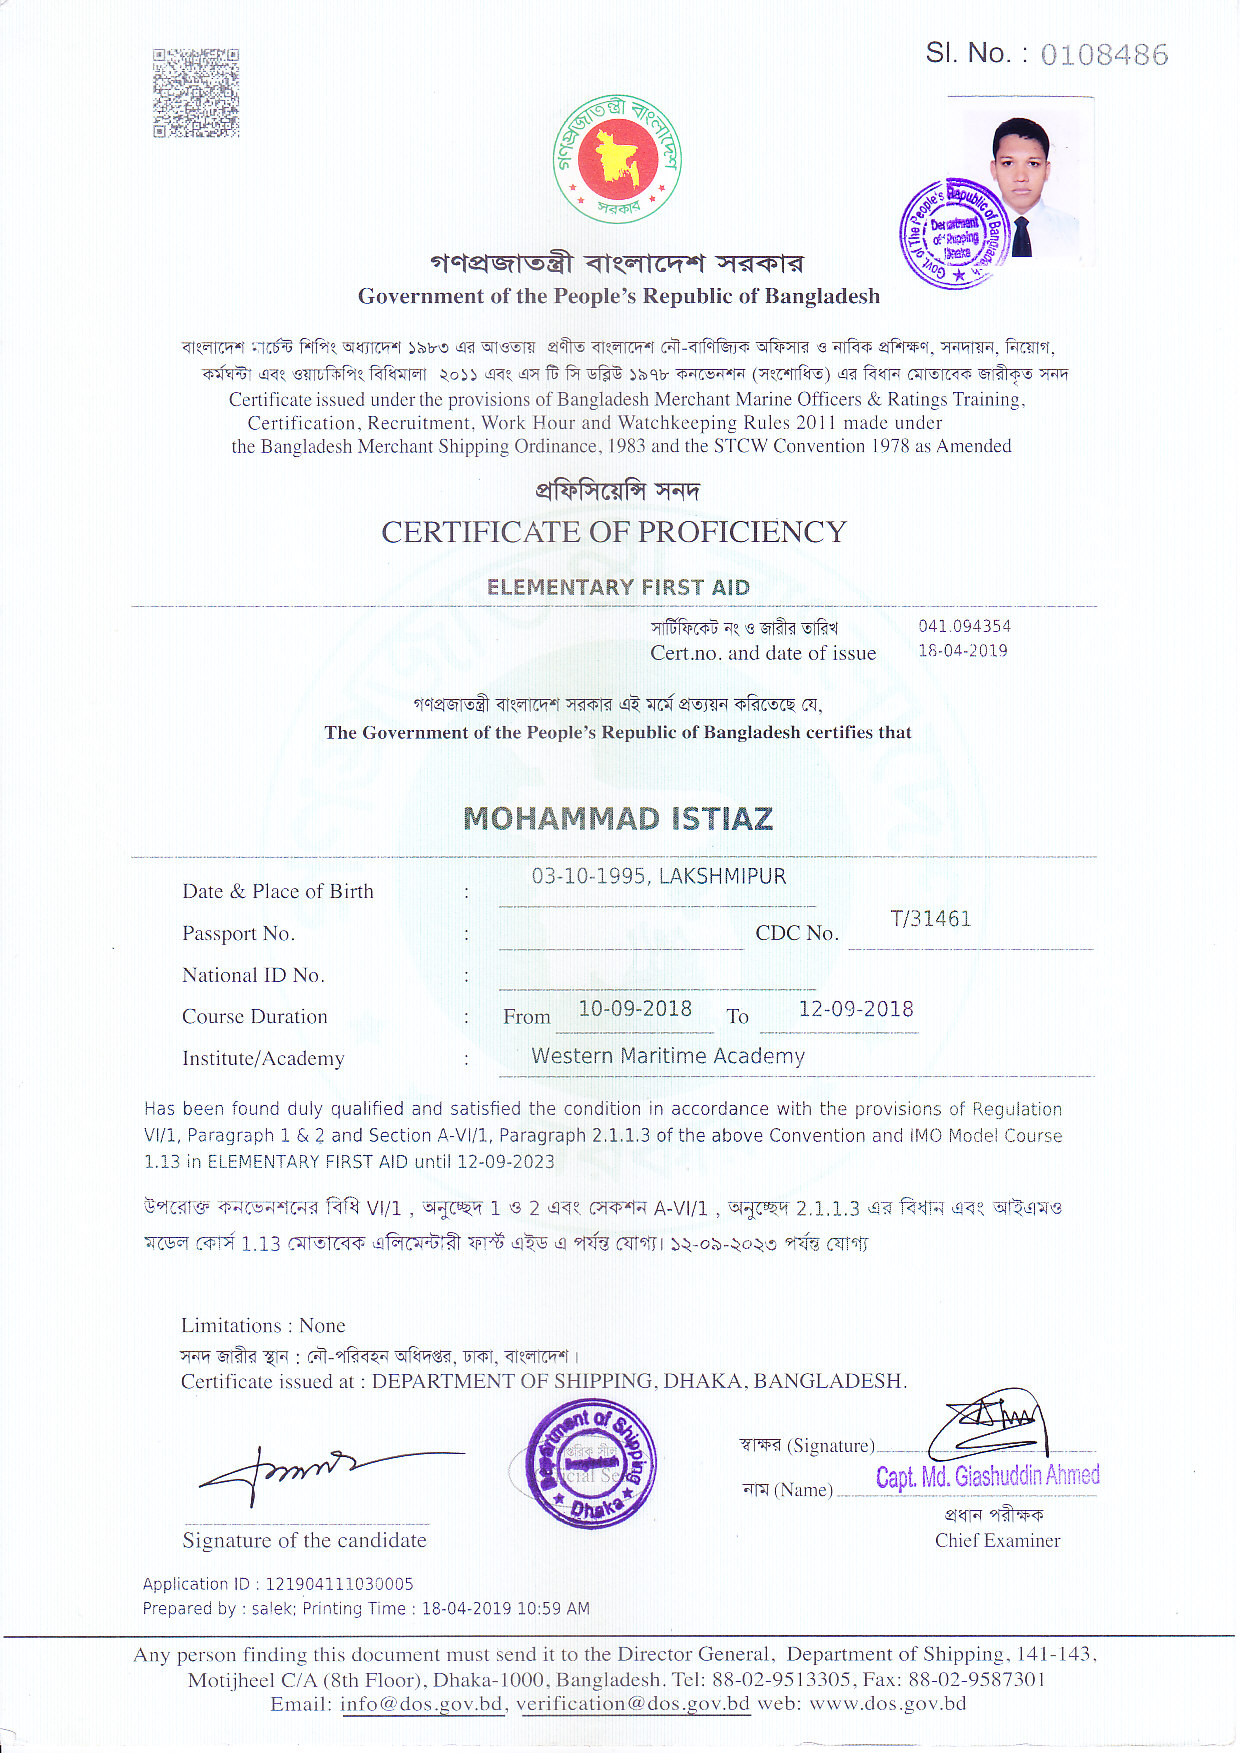 Sl. No. : 0108486
গণপ্রজাতন্ত্রী বাংলাদেশ
সরকার
Govt. of The People's Republic of Bangladesh
Department
of Shipping
Dhaka
গণপ্রজাতন্ত্রী বাংলাদেশ সরকার
Government of the People's Republic of Bangladesh
বাংলাদেশ মার্চেন্ট শিপিং অধ্যাদেশ ১৯৮৩ এর আওতায় প্রণীত বাংলাদেশ নৌ-বাণিজ্যিক অফিসার ও নাবিক প্রশিক্ষণ, সনদায়ন, নিয়োগ,
কর্মঘন্টা এবং ওয়াচকিপিং বিধিমালা ২০১১ এবং এস টি সি ডব্লিউ ১৯৭৮ কনভেনশন (সংশোধিত) এর বিধান মোতাবেক জারীকৃত সনদ
Certificate issued under the provisions of Bangladesh Merchant Marine Officers & Ratings Training,
Certification, Recruitment, Work Hour and Watchkeeping Rules 2011 made under
the Bangladesh Merchant Shipping Ordinance, 1983 and the STCW Convention 1978 as Amended
প্রফিসিয়েন্সি সনদ
CERTIFICATE OF PROFICIENCY
ELEMENTARY FIRST AID
সার্টিফিকেট নং ও জারীর তারিখ 041.094354
Cert.no. and date of issue 18-04-2019
গণপ্রজাতন্ত্রী বাংলাদেশ সরকার এই মর্মে প্রত্যয়ন করিতেছে যে,
The Government of the People's Republic of Bangladesh certifies that
MOHAMMAD ISTIAZ
Date & Place of Birth : 03-10-1995, LAKSHMIPUR
Passport No. : CDC No. T/31461
National ID No. :
Course Duration : From 10-09-2018 To 12-09-2018
Institute/Academy : Western Maritime Academy
Has been found duly qualified and satisfied the condition in accordance with the provisions of Regulation
VI/1, Paragraph 1 & 2 and Section A-VI/1, Paragraph 2.1.1.3 of the above Convention and IMO Model Course
1.13 in ELEMENTARY FIRST AID until 12-09-2023
উপরোক্ত কনভেনশনের বিধি VI/1 , অনুচ্ছেদ 1 ও 2 এবং সেকশন A-VI/1 , অনুচ্ছেদ 2.1.1.3 এর বিধান এবং আইএমও
মডেল কোর্স 1.13 মোতাবেক এলিমেন্টারী ফার্স্ট এইড এ পর্যন্ত যোগ্য। ১২-০৯-২০২৩ পর্যন্ত যোগ্য
Limitations : None
সনদ জারীর স্থান : নৌ-পরিবহন অধিদপ্তর, ঢাকা, বাংলাদেশ।
Certificate issued at : DEPARTMENT OF SHIPPING, DHAKA, BANGLADESH.
Department of Shipping
Bangladesh
Dhaka
স্বাক্ষর (Signature)
নাম (Name) Capt. Md. Giashuddin Ahmed
প্রধান পরীক্ষক
Signature of the candidate
Chief Examiner
Application ID : 121904111030005
Prepared by : salek; Printing Time : 18-04-2019 10:59 AM
Any person finding this document must send it to the Director General, Department of Shipping, 141-143,
Motijheel C/A (8th Floor), Dhaka-1000, Bangladesh. Tel: 88-02-9513305, Fax: 88-02-9587301
Email: info@dos.gov.bd, verification@dos.gov.bd web: www.dos.gov.bd